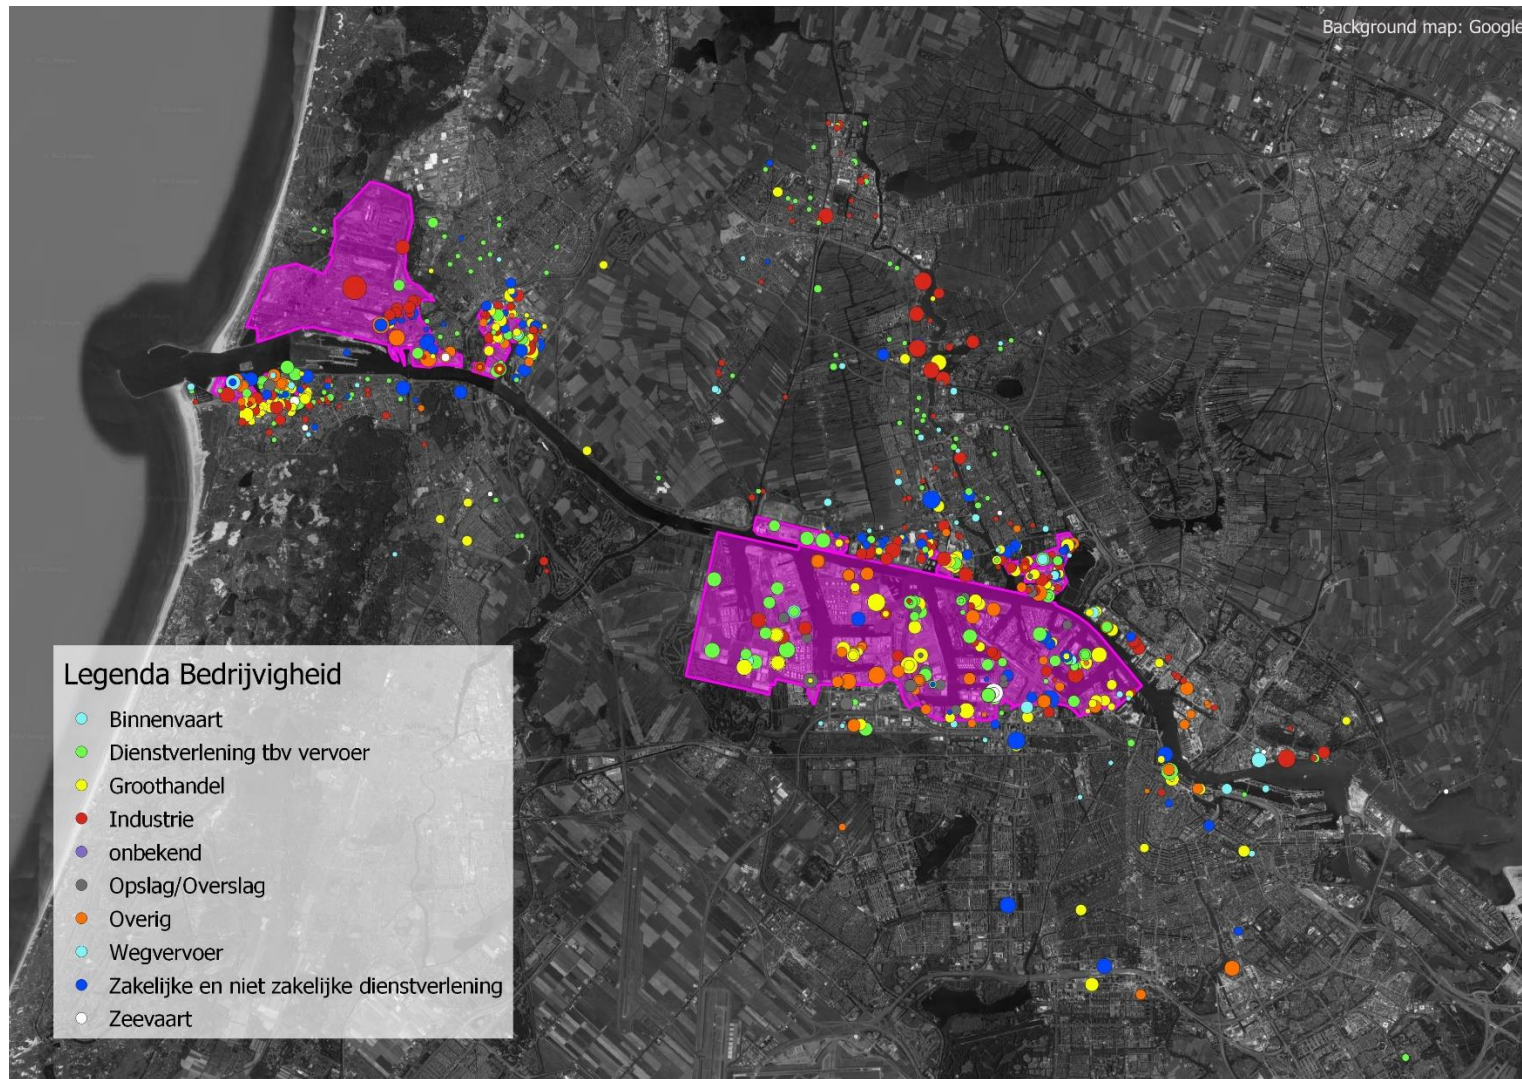 Background map: Google
Legenda Bedrijvigheid
Binnenvaart
Dienstverlening tbv vervoer
Groothandel
Industrie
onbekend
Opslag/Overslag
Overig
Wegvervoer
Zakelijke en niet zakelijke dienstverlening
Zeevaart